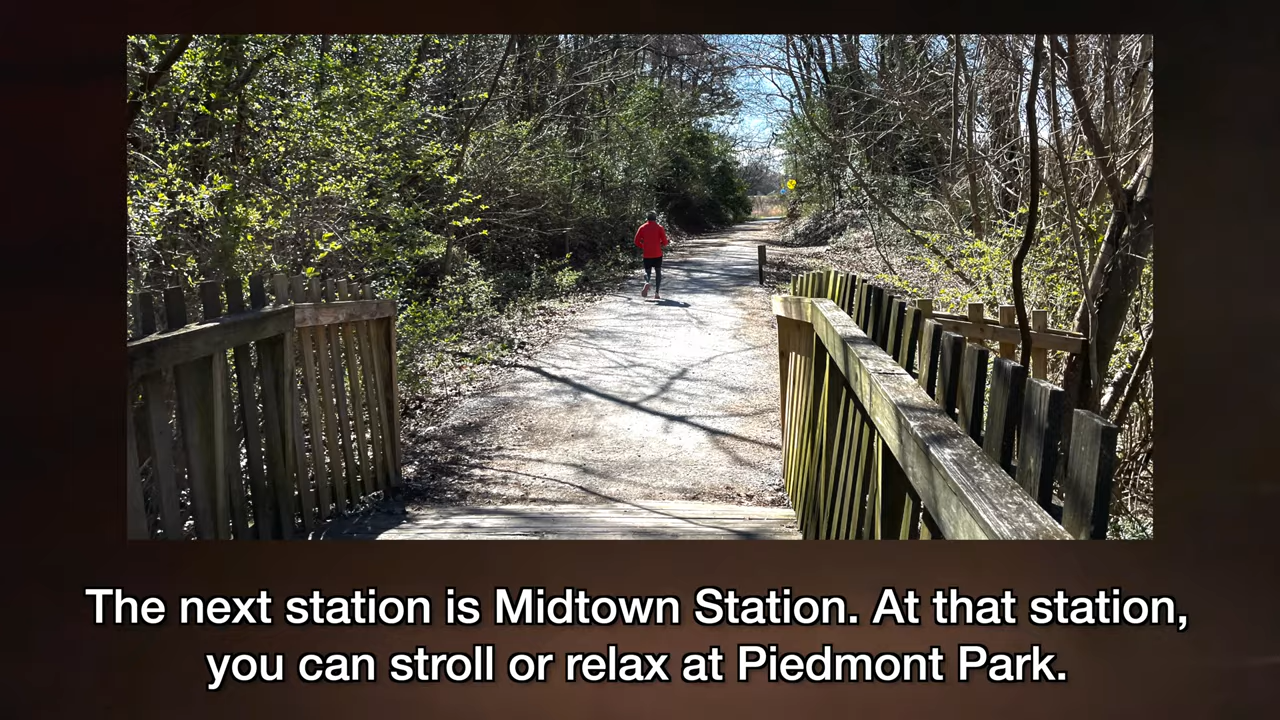 The next station is Midtown Station. At that station,
you can stroll or relax at Piedmont Park.